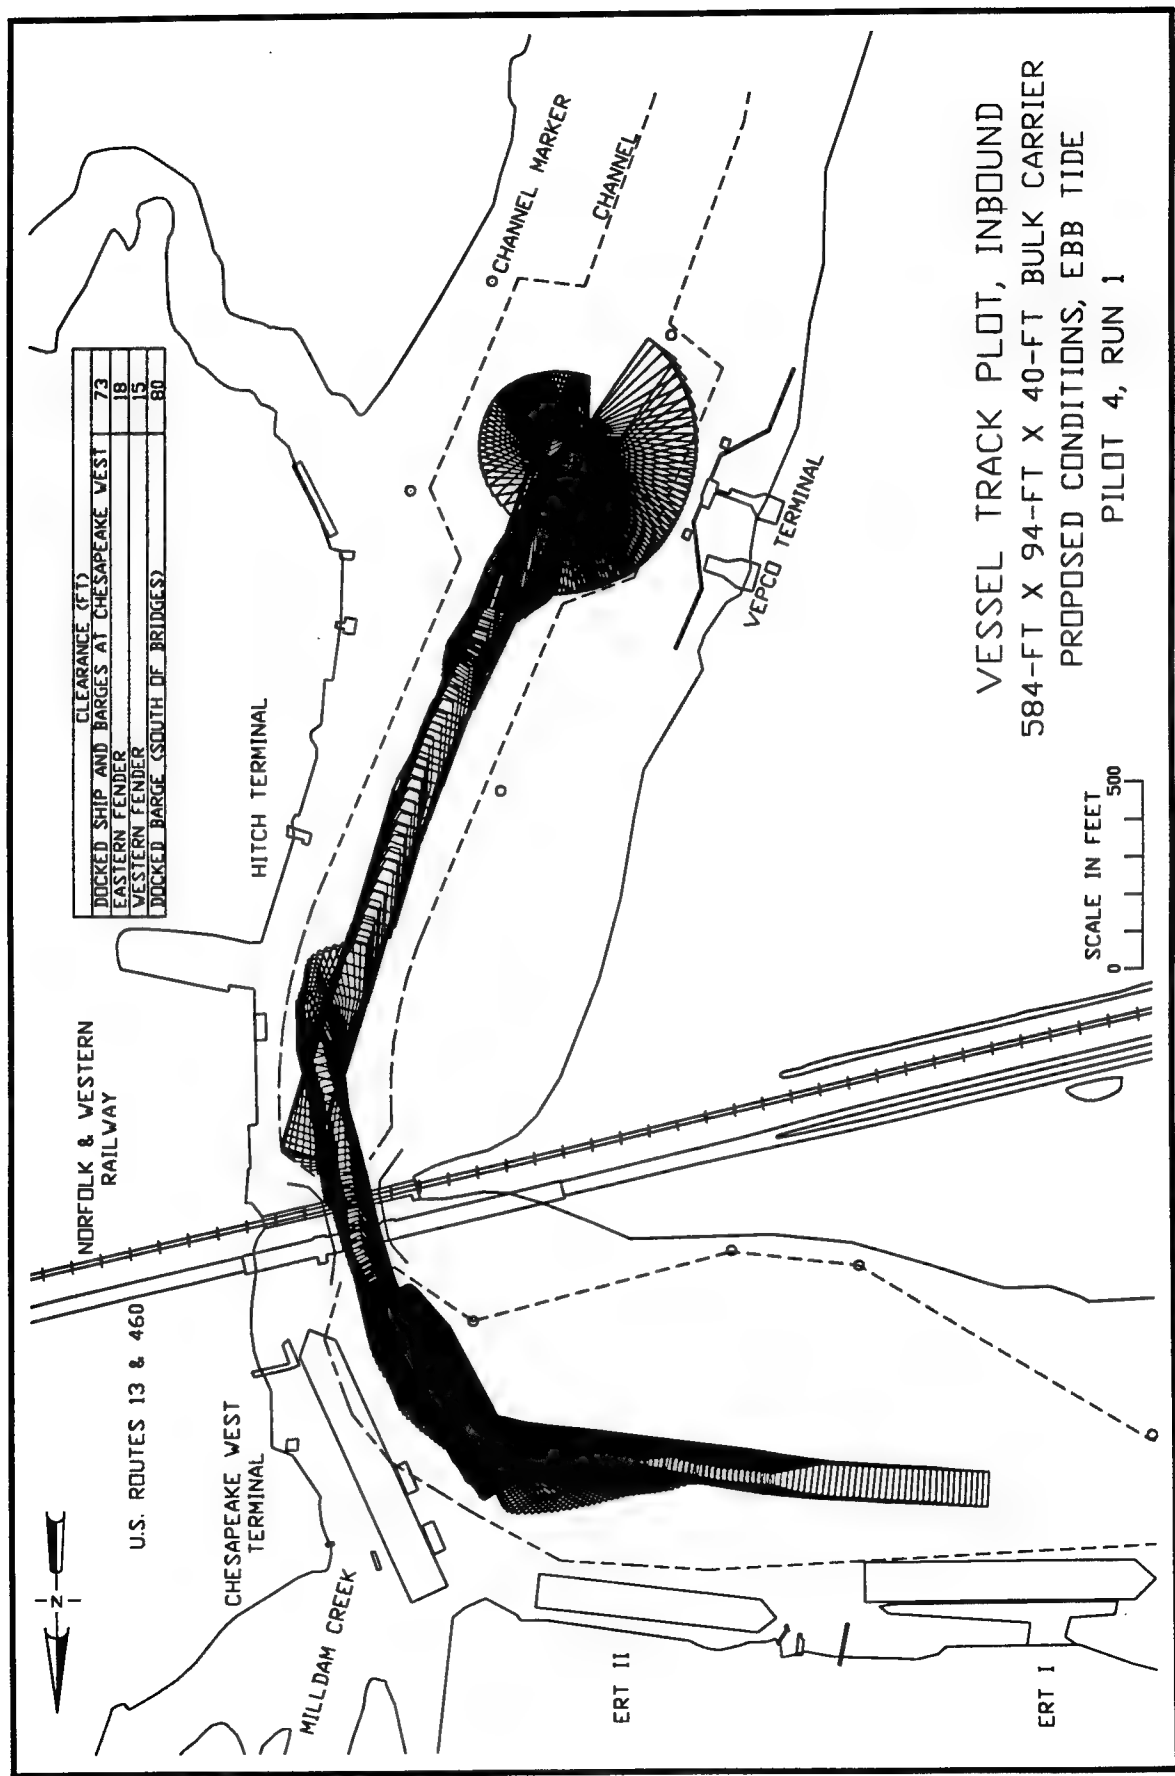 CLEARANCE (FT)
DOCKED SHIP AND BARGES AT CHESAPEAKE WEST 73
EASTERN FENDER 18
WESTERN FENDER 15
DOCKED BARGE (SOUTH OF BRIDGES) 80
N
MILLDAM CREEK
CHESAPEAKE WEST
TERMINAL
U.S. ROUTES 13 & 460
NORFOLK & WESTERN
RAILWAY
HITCH TERMINAL
CHANNEL MARKER
CHANNEL
VEPCO TERMINAL
ERT II
ERT I
SCALE IN FEET
0 500
VESSEL TRACK PLOT, INBOUND
584-FT X 94-FT X 40-FT BULK CARRIER
PROPOSED CONDITIONS, EBB TIDE
PILOT 4, RUN 1